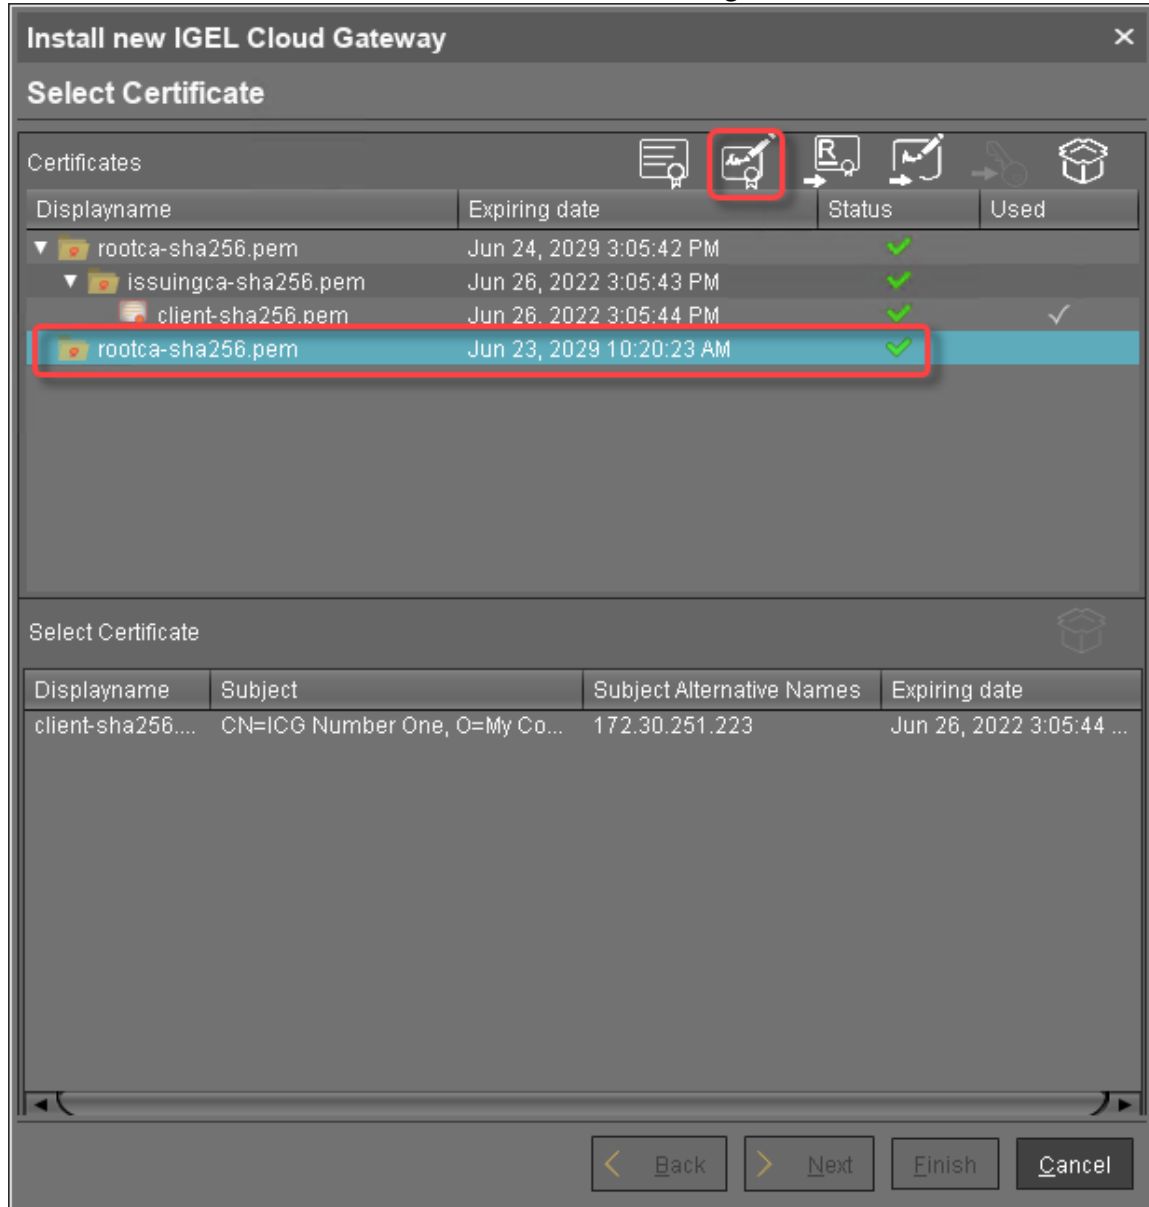 Install new IGEL Cloud Gateway
Select Certificate
Certificates
R
Displayname Expiring date Status Used
rootca-sha256.pem Jun 24, 2029 3:05:42 PM
issuingca-sha256.pem Jun 26, 2022 3:05:43 PM
client-sha256.pem Jun 26, 2022 3:05:44 PM
rootca-sha256.pem Jun 23, 2029 10:20:23 AM
Select Certificate
Displayname Subject Subject Alternative Names Expiring date
client-sha256.... CN=ICG Number One, O=My Co... 172.30.251.223 Jun 26, 2022 3:05:44 ...
Back Next Finish Cancel